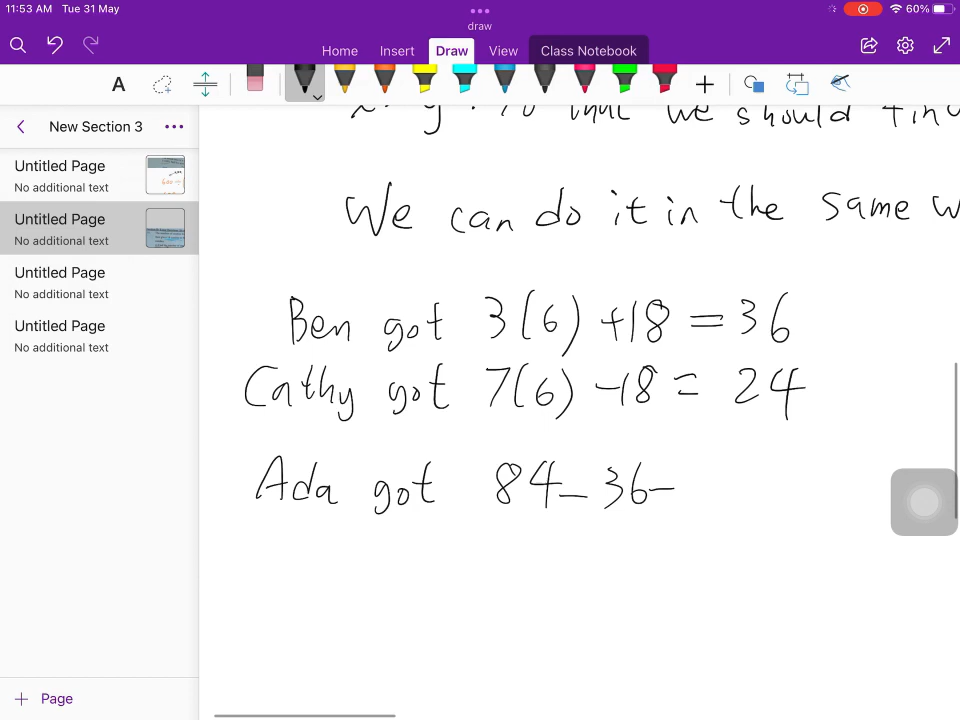 11:53 AM Tue 31 May
60%
draw
Home Insert Draw View Class Notebook
A
New Section 3
Untitled Page
No additional text
Untitled Page
No additional text
Untitled Page
No additional text
Untitled Page
No additional text
Page
that we should find
We can do it in the same w
Ben got 3(6) +18 = 36
Cathy got 7(6) -18 = 24
Ada got 84 - 36 -